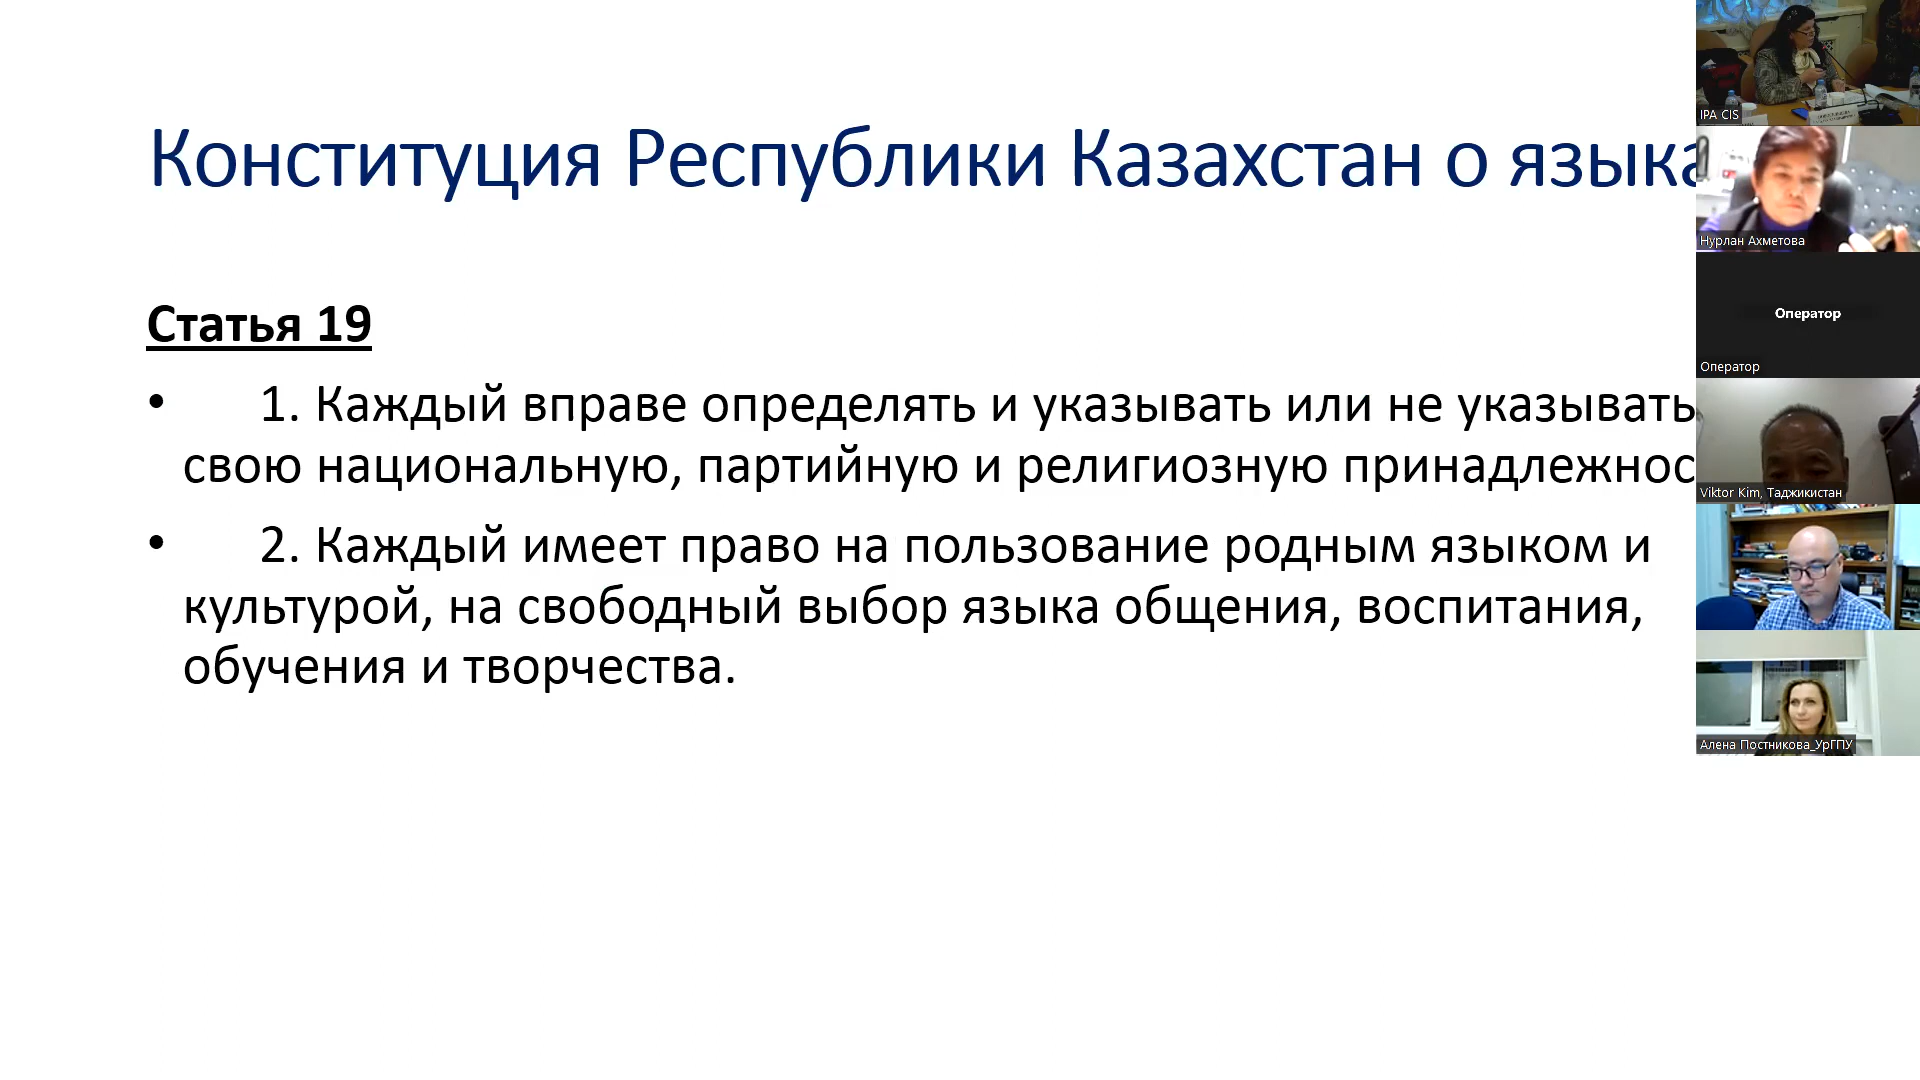 Конституция Республики Казахстан о языка
Статья 19
• 1. Каждый вправе определять и указывать или не указывать
свою национальную, партийную и религиозную принадлежнос
• 2. Каждый имеет право на пользование родным языком и
культурой, на свободный выбор языка общения, воспитания,
обучения и творчества.
IPA CIS
Нурлан Ахметова
Оператор
Оператор
Viktor Kim, Таджикистан
Алена Постникова_УрГПУ